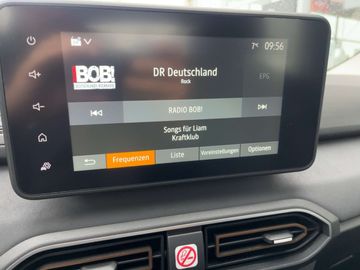 7°C 09:56
BOB!
DR Deutschland
Rock
EPG
RADIO BOB!
Songs für Liam
Kraftklub
Frequenzen Liste Voreinstellungen Optionen